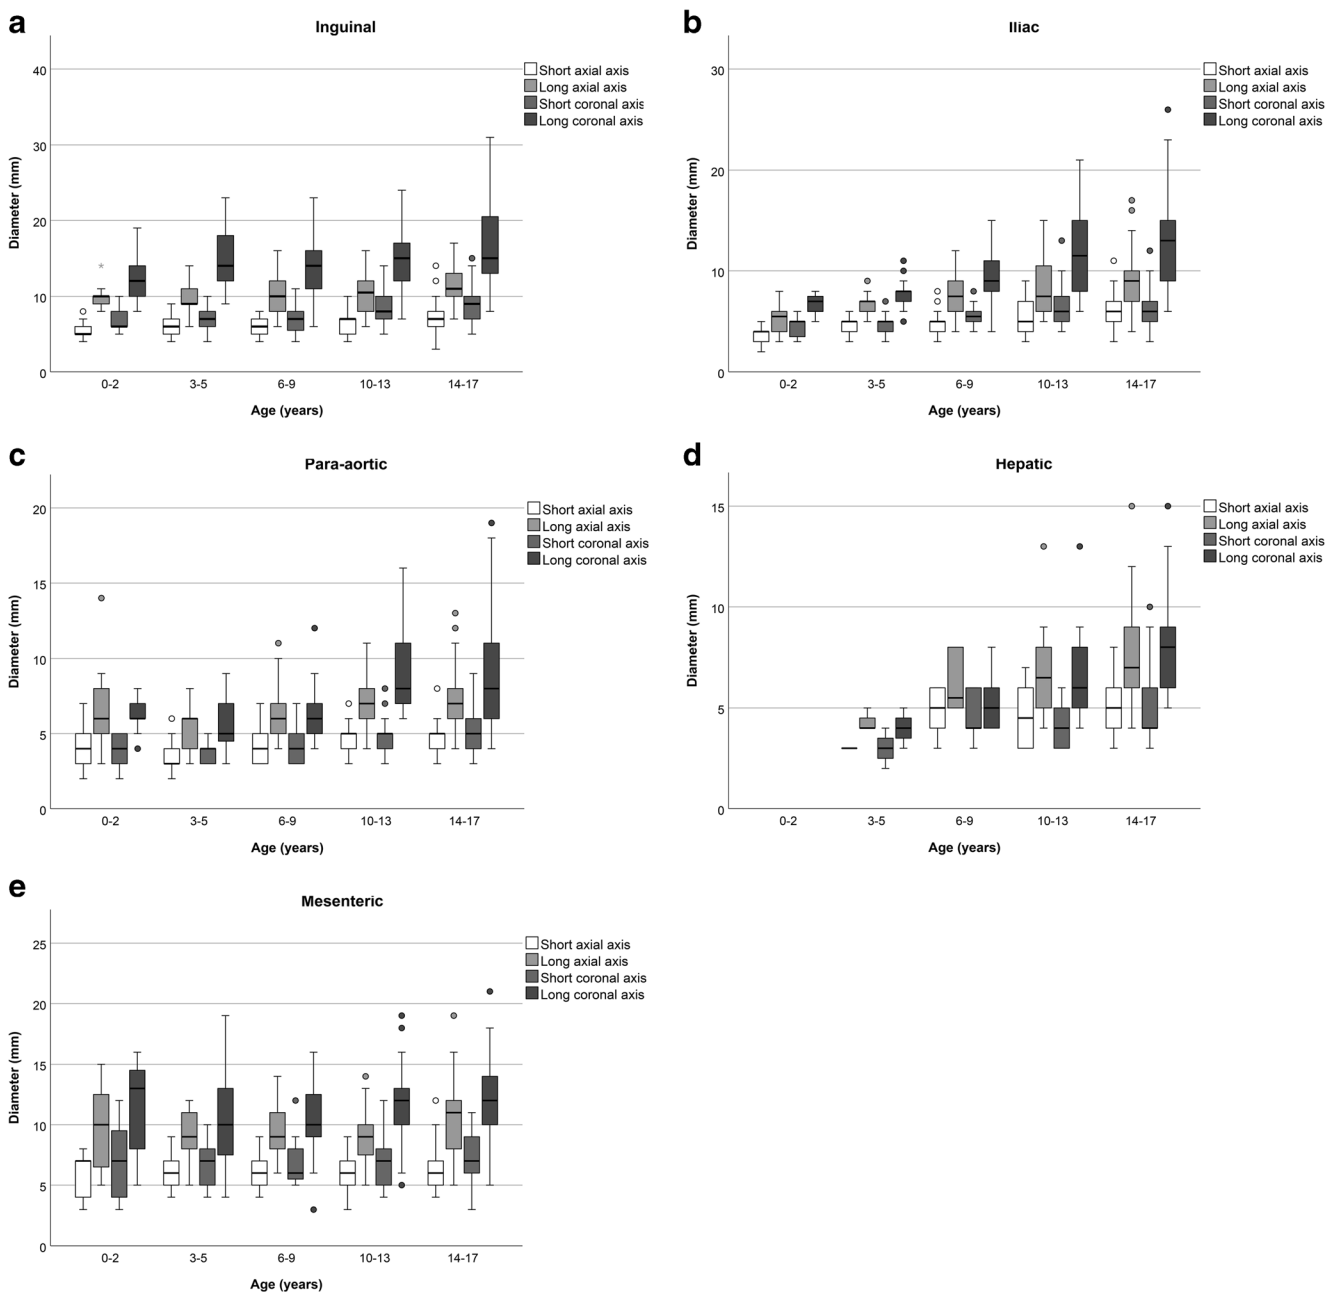 a
Inguinal
40
30
20
10
0
Diameter (mm)
0-2
3-5
6-9
10-13
14-17
Age (years)
Short axial axis
Long axial axis
Short coronal axis
Long coronal axis
b
Iliac
30
20
10
0
Diameter (mm)
0-2
3-5
6-9
10-13
14-17
Age (years)
Short axial axis
Long axial axis
Short coronal axis
Long coronal axis
c
Para-aortic
20
15
10
5
0
Diameter (mm)
0-2
3-5
6-9
10-13
14-17
Age (years)
Short axial axis
Long axial axis
Short coronal axis
Long coronal axis
d
Hepatic
15
10
5
0
Diameter (mm)
0-2
3-5
6-9
10-13
14-17
Age (years)
Short axial axis
Long axial axis
Short coronal axis
Long coronal axis
e
Mesenteric
25
20
15
10
5
0
Diameter (mm)
0-2
3-5
6-9
10-13
14-17
Age (years)
Short axial axis
Long axial axis
Short coronal axis
Long coronal axis